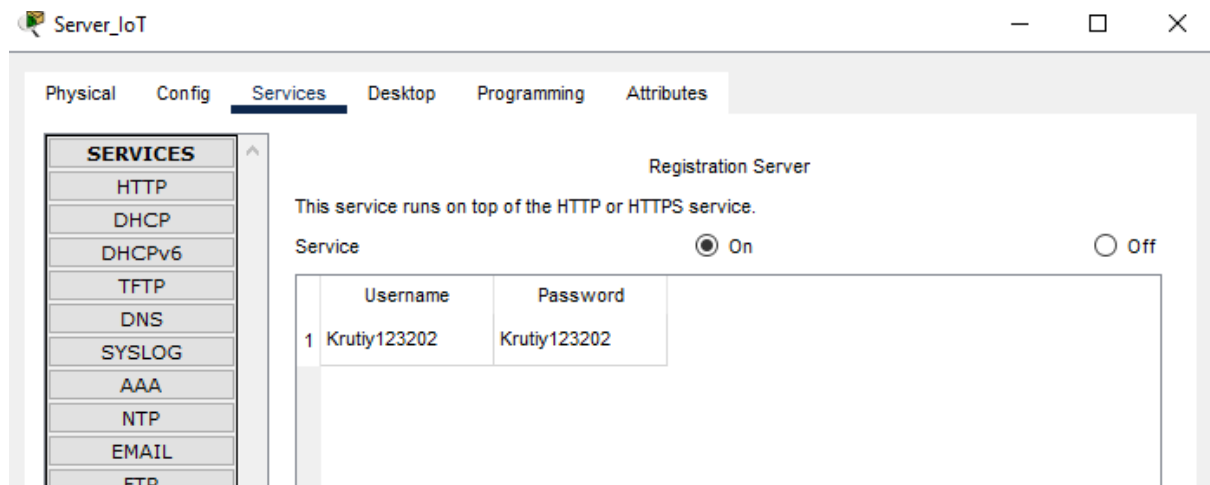 Server_IoT
Physical Config Services Desktop Programming Attributes
SERVICES
HTTP
DHCP
DHCPv6
TFTP
DNS
SYSLOG
AAA
NTP
EMAIL
FTP
Registration Server
This service runs on top of the HTTP or HTTPS service.
Service On Off
Username Password
1 Krutiy123202 Krutiy123202